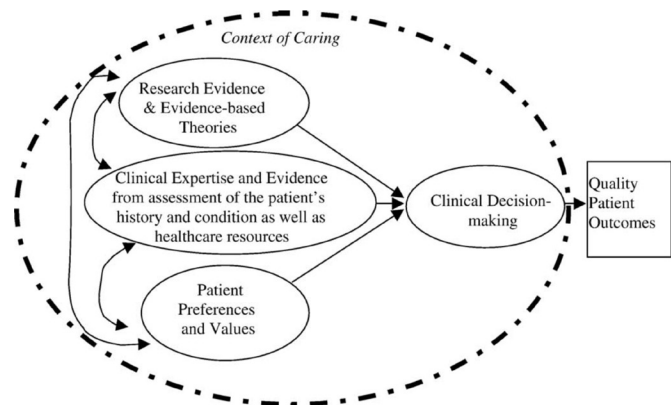 Context of Caring
Research Evidence
& Evidence-based
Theories
Clinical Expertise and Evidence
from assessment of the patient's
history and condition as well as
healthcare resources
Patient
Preferences
and Values
Clinical Decision-
making
Quality
Patient
Outcomes